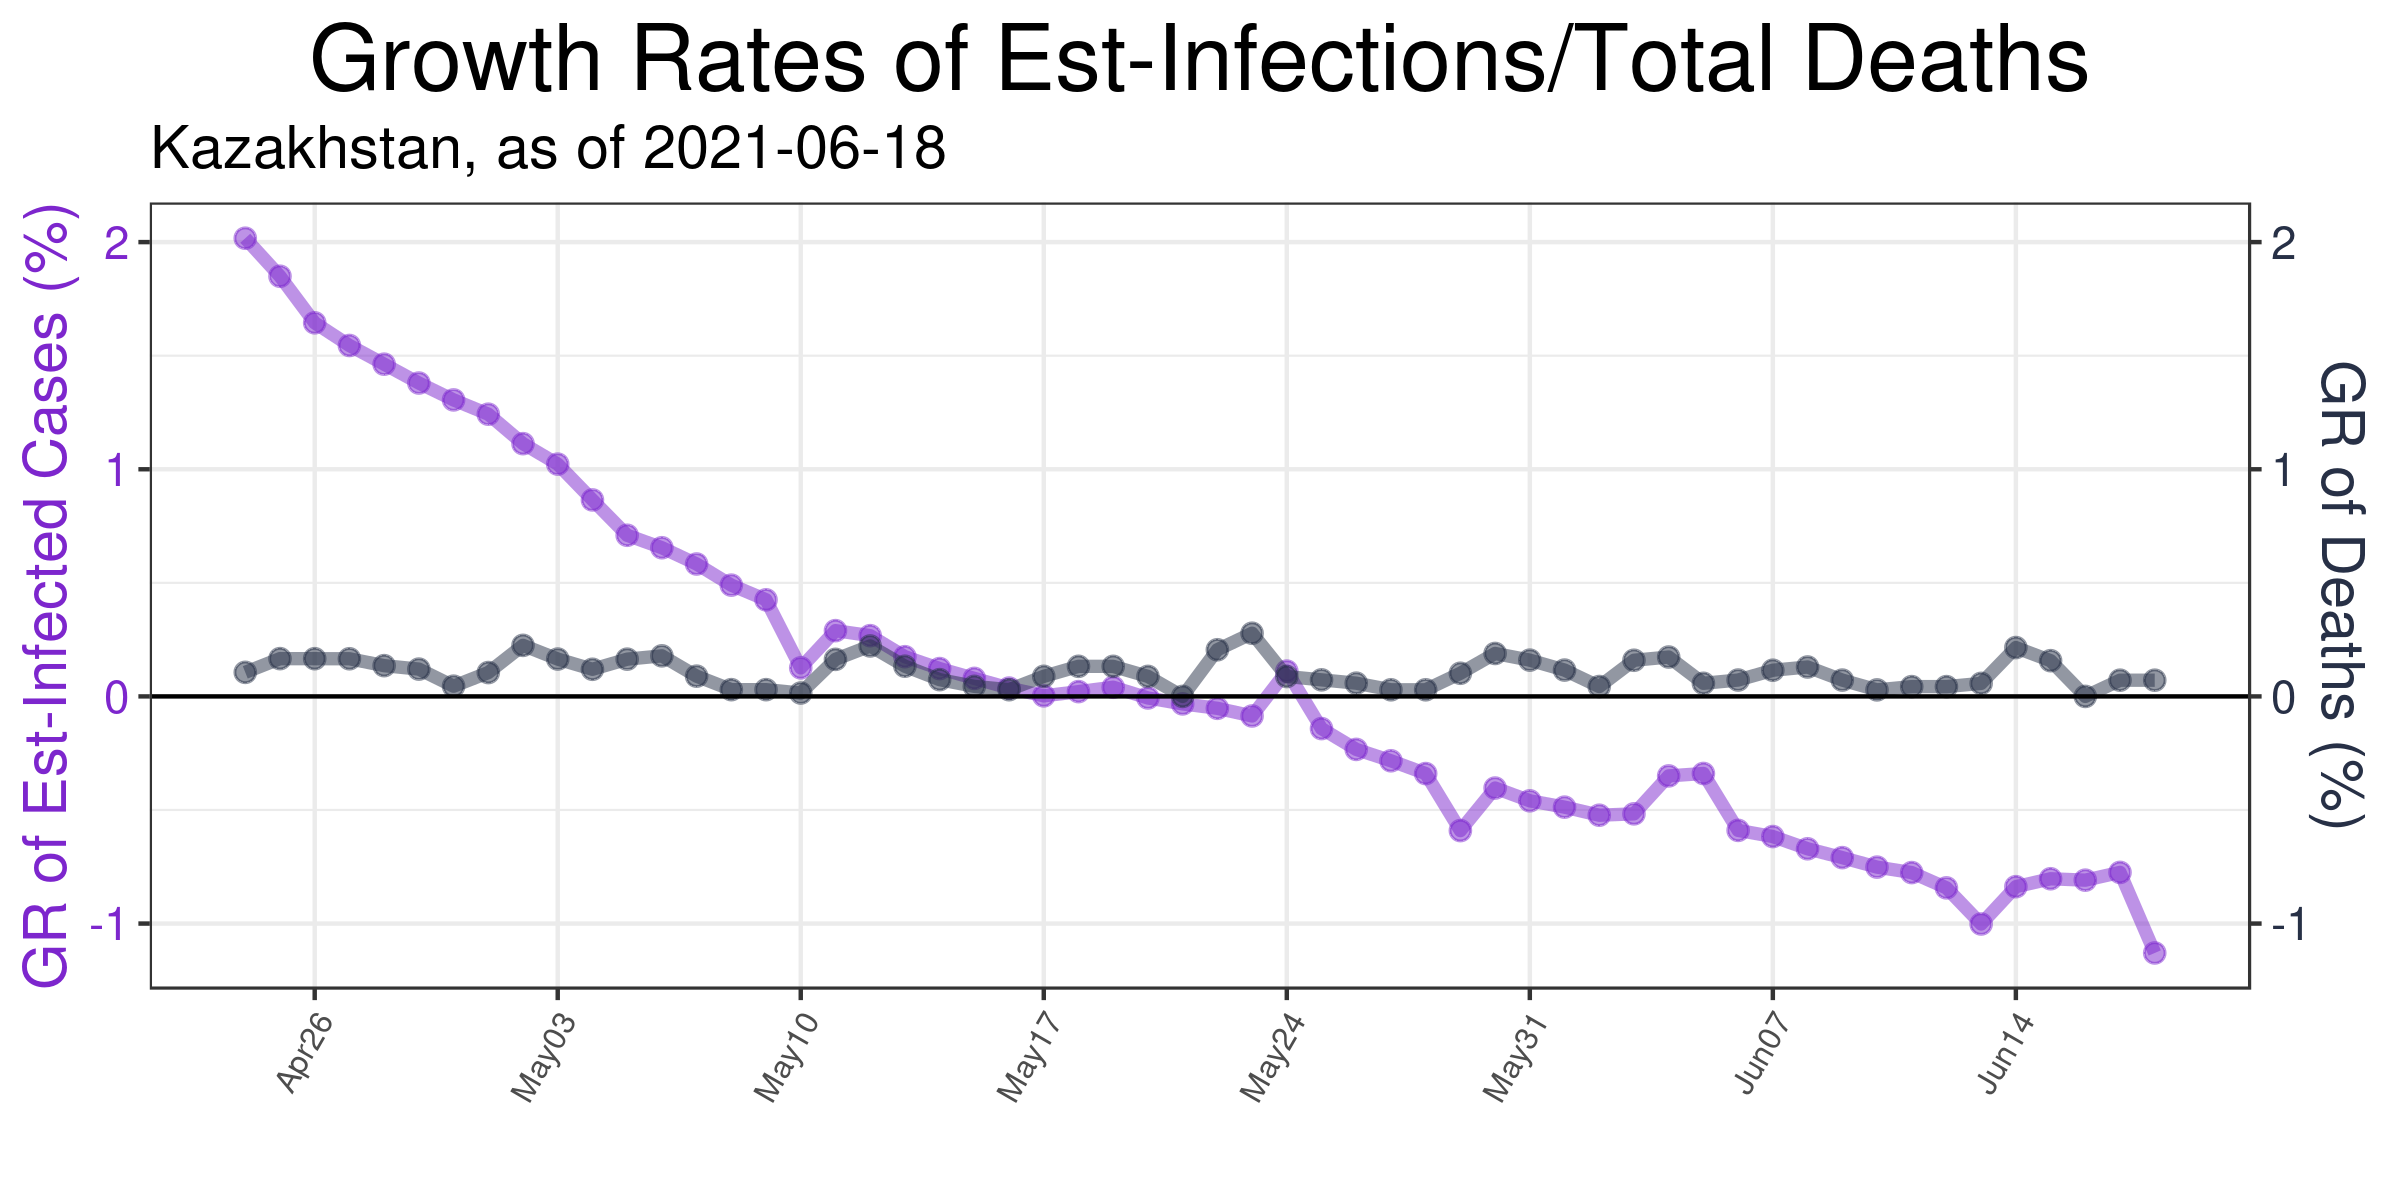 Growth Rates of Est-Infections/Total Deaths
Kazakhstan, as of 2021-06-18
GR of Est-Infected Cases (%)
2
1
0
-1
2
1
0
-1
GR of Deaths (%)
Apr26
May03
May10
May17
May24
May31
Jun07
Jun14